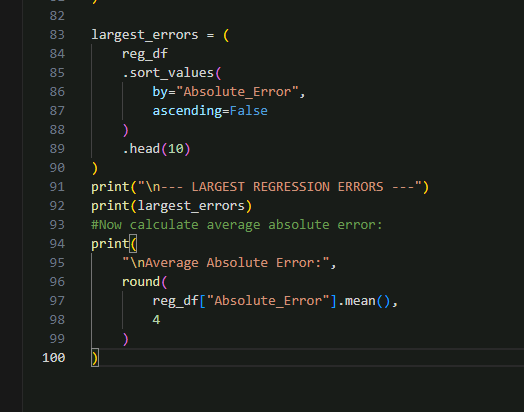 82
83 largest_errors = (
84     reg_df
85     .sort_values(
86         by="Absolute_Error",
87         ascending=False
88     )
89     .head(10)
90 )
91 print("\n--- LARGEST REGRESSION ERRORS ---")
92 print(largest_errors)
93 #Now calculate average absolute error:
94 print(
95     "\nAverage Absolute Error:",
96     round(
97         reg_df["Absolute_Error"].mean(),
98         4
99     )
100 )